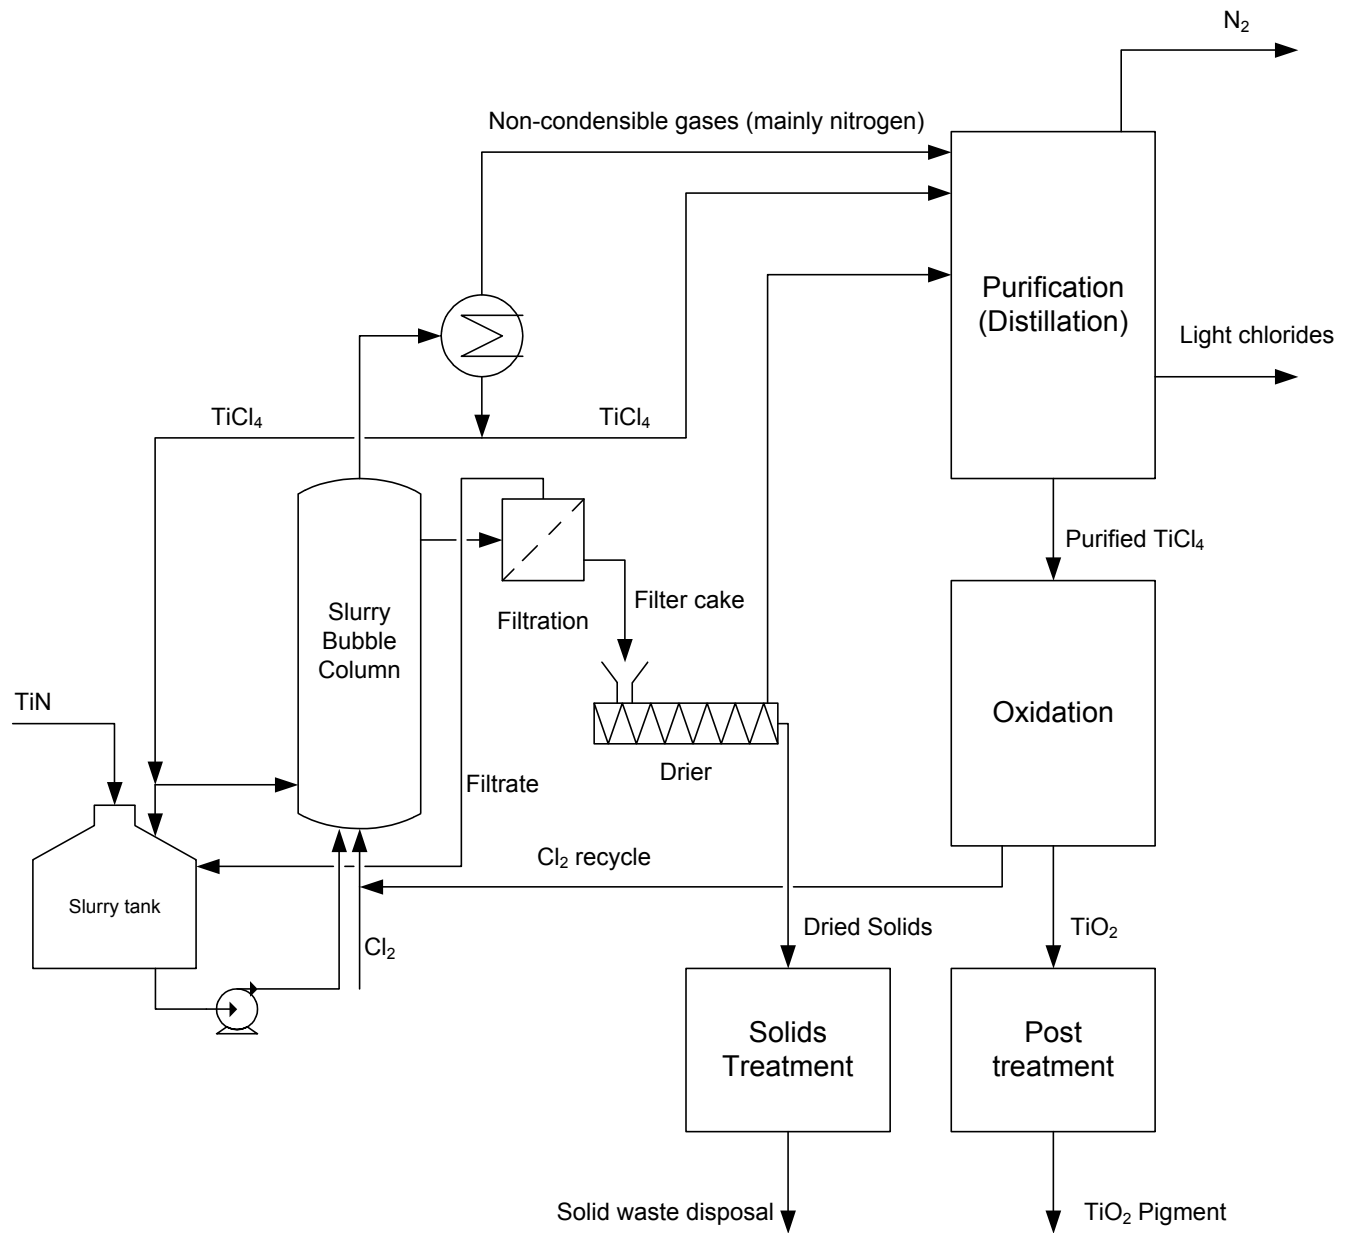 N₂
Non-condensible gases (mainly nitrogen)
Purification
(Distillation)
Light chlorides
TiCl₄
TiCl₄
Purified TiCl₄
Slurry
Bubble
Column
Filter cake
Filtration
TiN
Oxidation
Drier
Filtrate
Cl₂ recycle
Slurry tank
Dried Solids
TiO₂
Cl₂
Solids
Treatment
Post
treatment
Solid waste disposal
TiO₂ Pigment